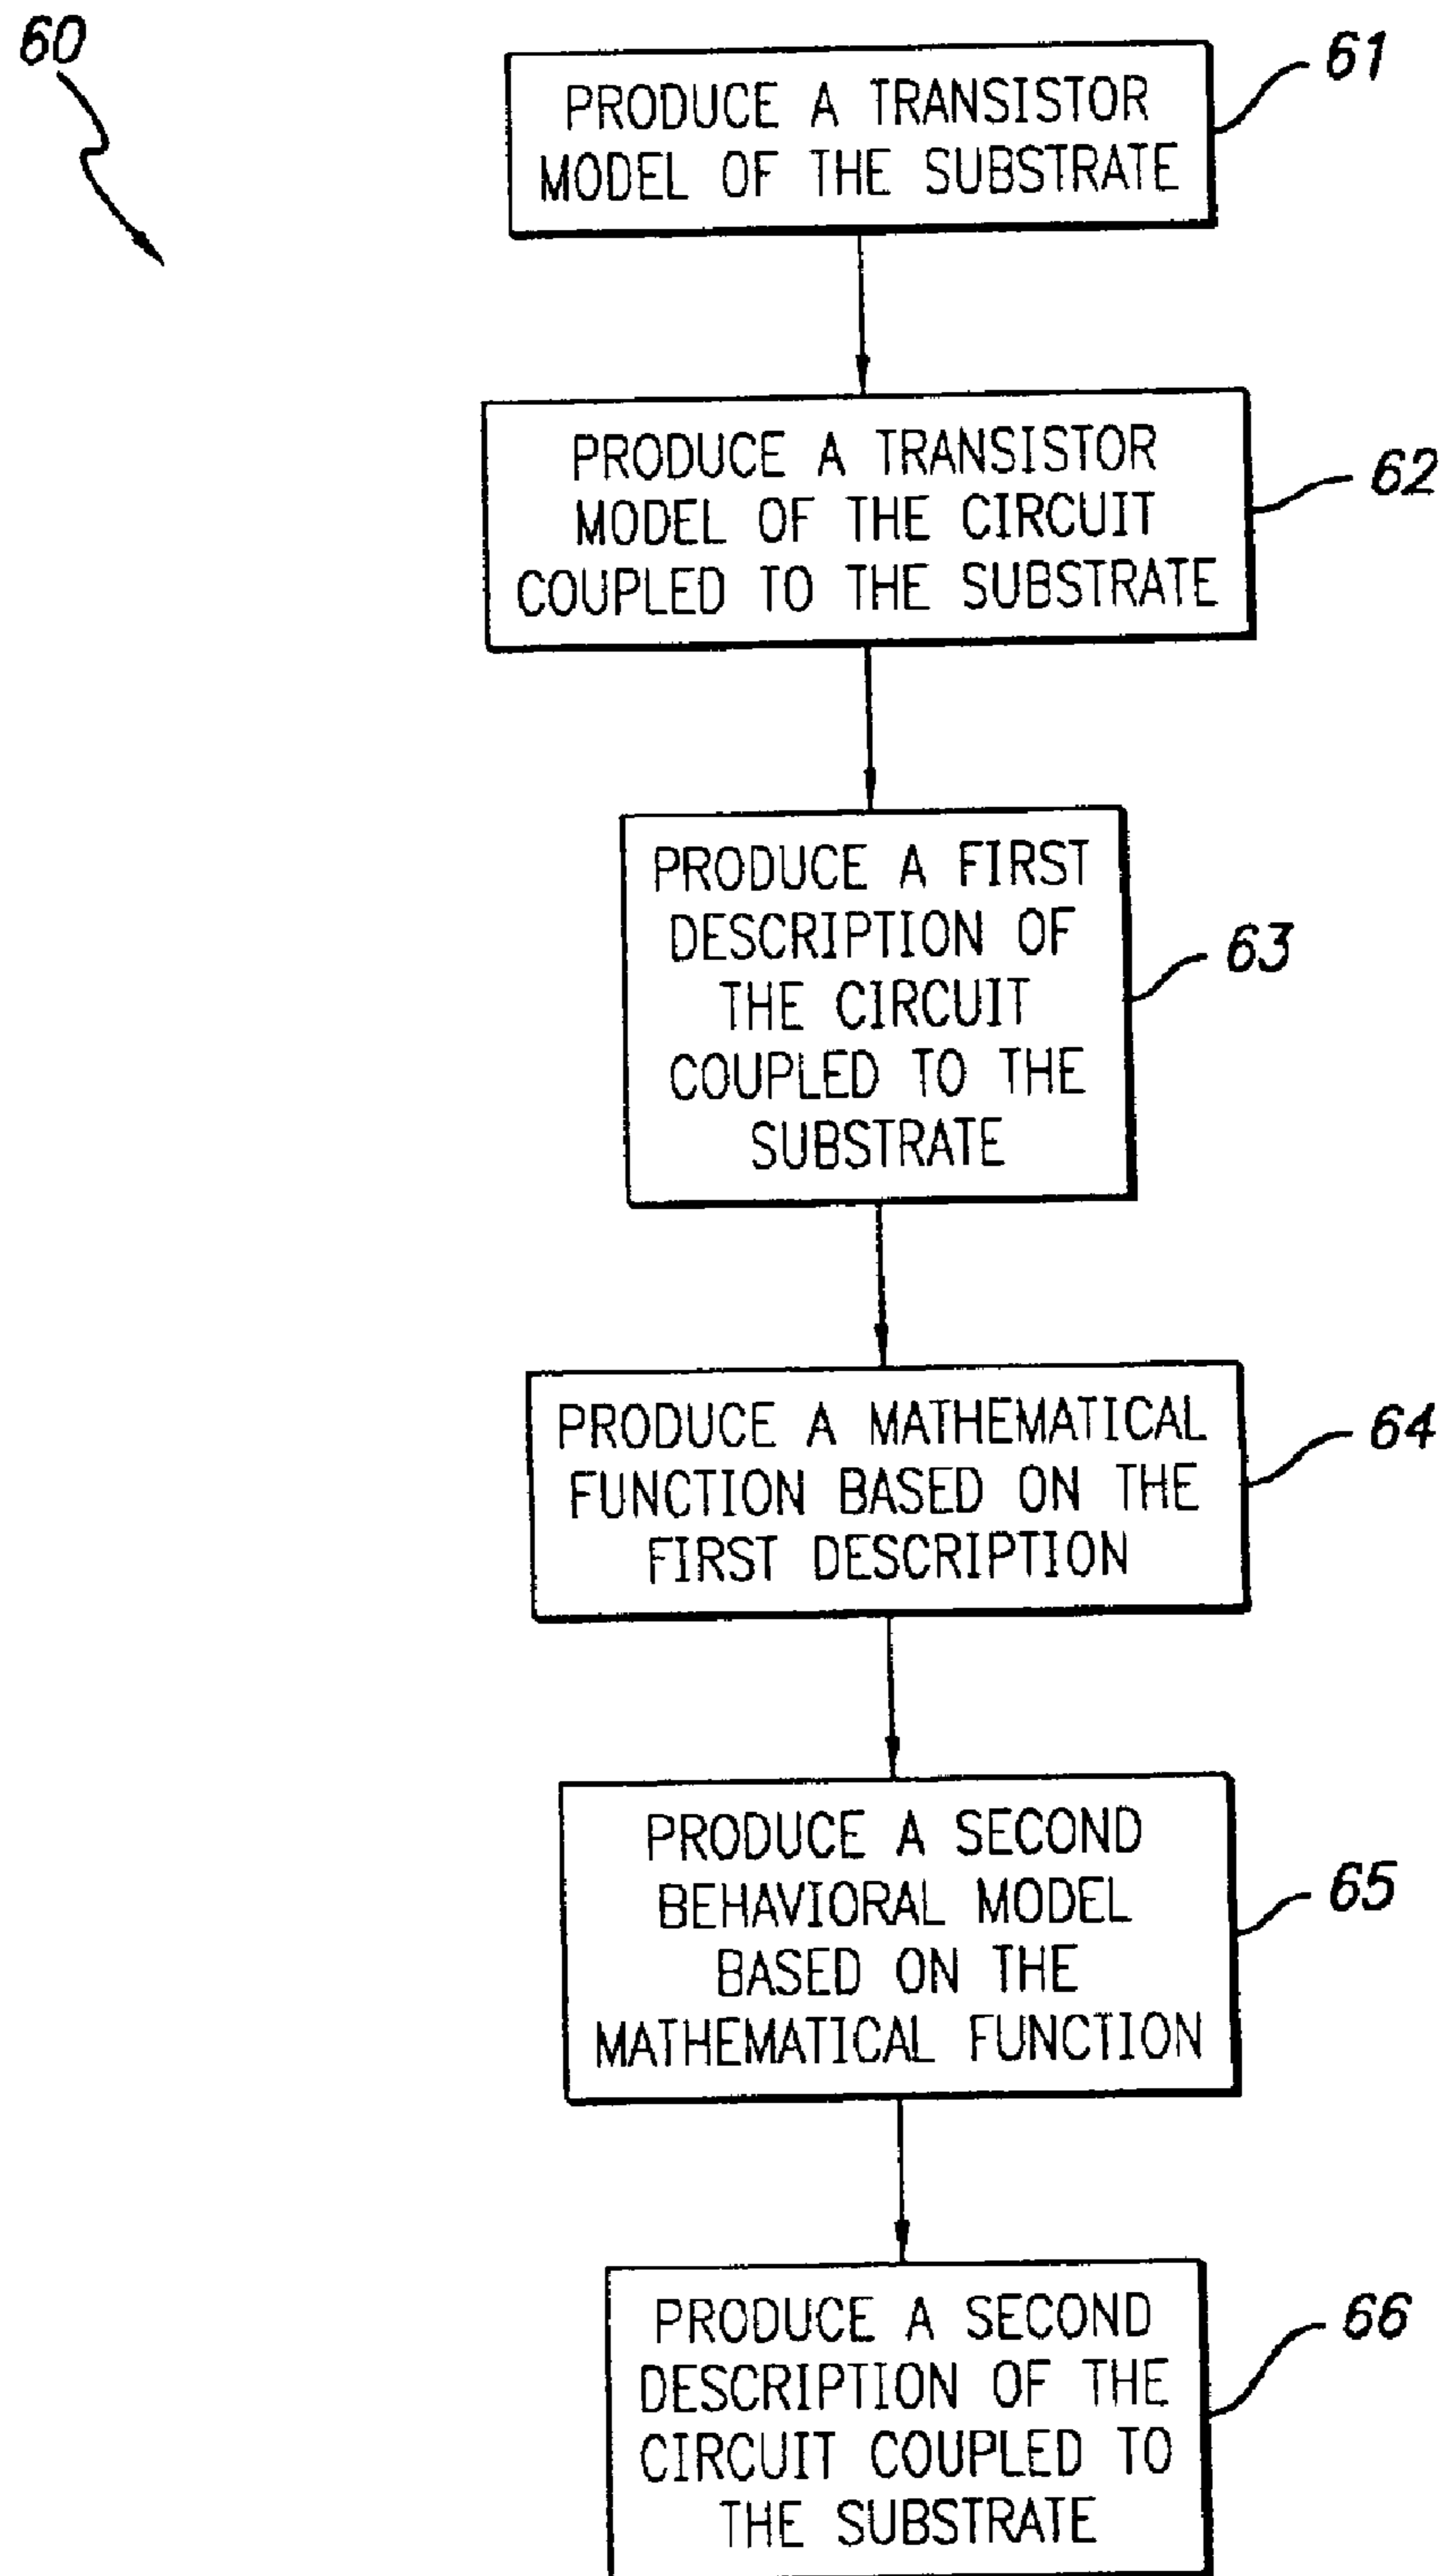 60
61
PRODUCE A TRANSISTOR
MODEL OF THE SUBSTRATE
62
PRODUCE A TRANSISTOR
MODEL OF THE CIRCUIT
COUPLED TO THE SUBSTRATE
63
PRODUCE A FIRST
DESCRIPTION OF
THE CIRCUIT
COUPLED TO THE
SUBSTRATE
64
PRODUCE A MATHEMATICAL
FUNCTION BASED ON THE
FIRST DESCRIPTION
65
PRODUCE A SECOND
BEHAVIORAL MODEL
BASED ON THE
MATHEMATICAL FUNCTION
66
PRODUCE A SECOND
DESCRIPTION OF THE
CIRCUIT COUPLED TO
THE SUBSTRATE